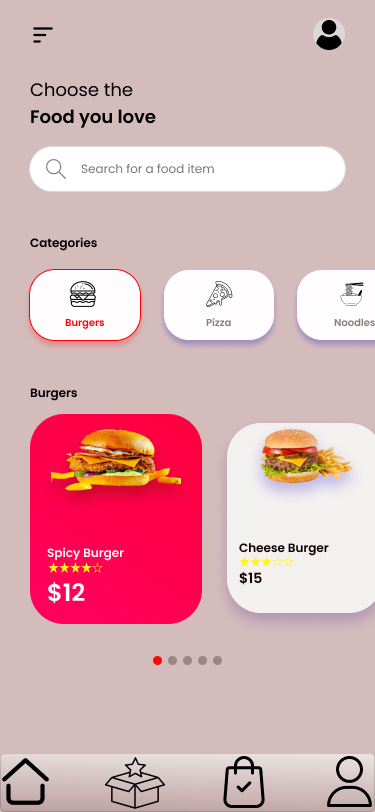 Choose the
Food you love
Search for a food item
Categories
Burgers
Pizza
Noodles
Burgers
Spicy Burger
★★★★☆
$12
Cheese Burger
★★★☆☆
$15